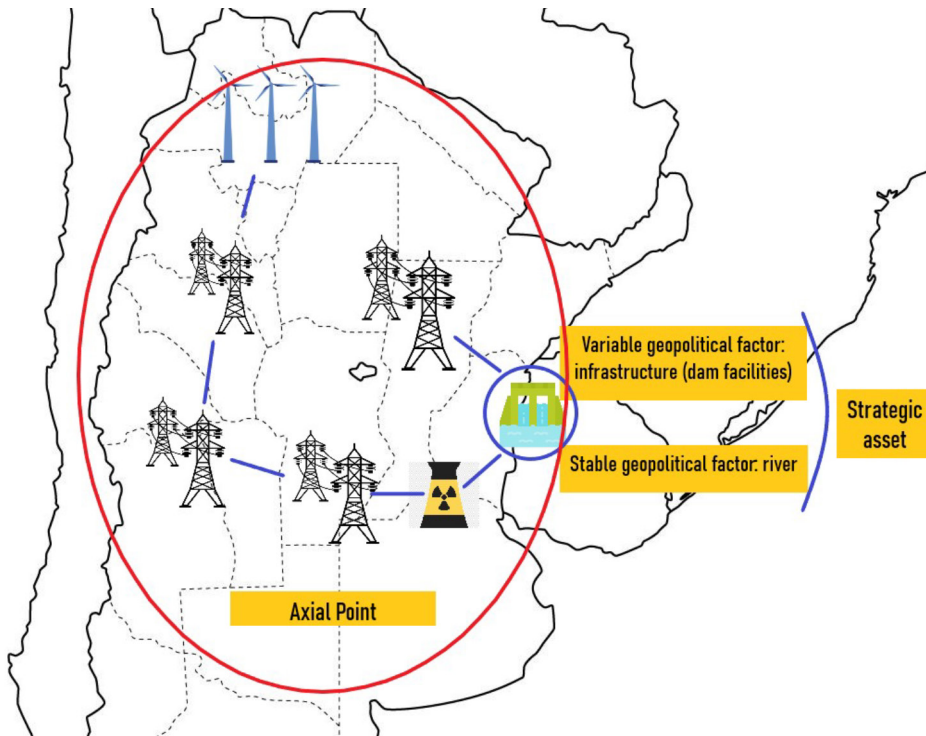 Variable geopolitical factor:
infrastructure (dam facilities)
Strategic
asset
Stable geopolitical factor: river
Axial Point